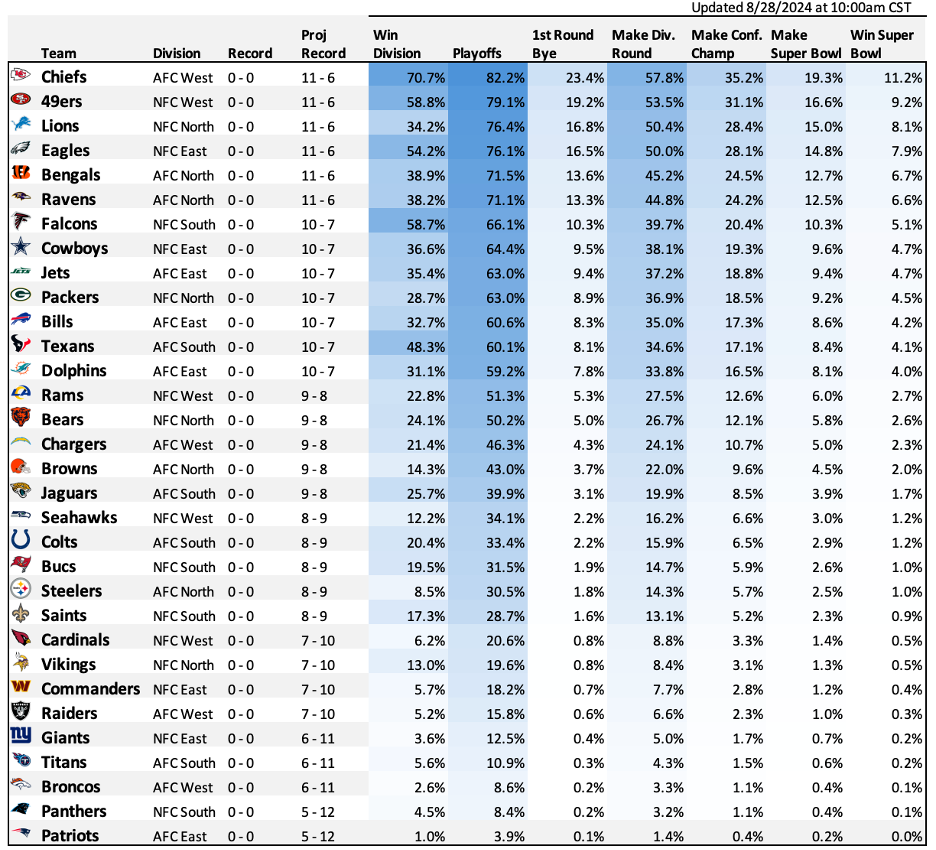 Updated 8/28/2024 at 10:00am CST
Proj Win 1st Round Make Div. Make Conf. Make Win Super
Team Division Record Record Division Playoffs Bye Round Champ Super Bowl Bowl
Chiefs AFC West 0 - 0 11 - 6 70.7% 82.2% 23.4% 57.8% 35.2% 19.3% 11.2%
49ers NFC West 0 - 0 11 - 6 58.8% 79.1% 19.2% 53.5% 31.1% 16.6% 9.2%
Lions NFC North 0 - 0 11 - 6 34.2% 76.4% 16.8% 50.4% 28.4% 15.0% 8.1%
Eagles NFC East 0 - 0 11 - 6 54.2% 76.1% 16.5% 50.0% 28.1% 14.8% 7.9%
Bengals AFC North 0 - 0 11 - 6 38.9% 71.5% 13.6% 45.2% 24.5% 12.7% 6.7%
Ravens AFC North 0 - 0 11 - 6 38.2% 71.1% 13.3% 44.8% 24.2% 12.5% 6.6%
Falcons NFC South 0 - 0 10 - 7 58.7% 66.1% 10.3% 39.7% 20.4% 10.3% 5.1%
Cowboys NFC East 0 - 0 10 - 7 36.6% 64.4% 9.5% 38.1% 19.3% 9.6% 4.7%
JETS Jets AFC East 0 - 0 10 - 7 35.4% 63.0% 9.4% 37.2% 18.8% 9.4% 4.7%
Packers NFC North 0 - 0 10 - 7 28.7% 63.0% 8.9% 36.9% 18.5% 9.2% 4.5%
Bills AFC East 0 - 0 10 - 7 32.7% 60.6% 8.3% 35.0% 17.3% 8.6% 4.2%
Texans AFC South 0 - 0 10 - 7 48.3% 60.1% 8.1% 34.6% 17.1% 8.4% 4.1%
Dolphins AFC East 0 - 0 10 - 7 31.1% 59.2% 7.8% 33.8% 16.5% 8.1% 4.0%
Rams NFC West 0 - 0 9 - 8 22.8% 51.3% 5.3% 27.5% 12.6% 6.0% 2.7%
Bears NFC North 0 - 0 9 - 8 24.1% 50.2% 5.0% 26.7% 12.1% 5.8% 2.6%
Chargers AFC West 0 - 0 9 - 8 21.4% 46.3% 4.3% 24.1% 10.7% 5.0% 2.3%
Browns AFC North 0 - 0 9 - 8 14.3% 43.0% 3.7% 22.0% 9.6% 4.5% 2.0%
Jaguars AFC South 0 - 0 9 - 8 25.7% 39.9% 3.1% 19.9% 8.5% 3.9% 1.7%
Seahawks NFC West 0 - 0 8 - 9 12.2% 34.1% 2.2% 16.2% 6.6% 3.0% 1.2%
Colts AFC South 0 - 0 8 - 9 20.4% 33.4% 2.2% 15.9% 6.5% 2.9% 1.2%
Bucs NFC South 0 - 0 8 - 9 19.5% 31.5% 1.9% 14.7% 5.9% 2.6% 1.0%
Steelers AFC North 0 - 0 8 - 9 8.5% 30.5% 1.8% 14.3% 5.7% 2.5% 1.0%
Saints NFC South 0 - 0 8 - 9 17.3% 28.7% 1.6% 13.1% 5.2% 2.3% 0.9%
Cardinals NFC West 0 - 0 7 - 10 6.2% 20.6% 0.8% 8.8% 3.3% 1.4% 0.5%
Vikings NFC North 0 - 0 7 - 10 13.0% 19.6% 0.8% 8.4% 3.1% 1.3% 0.5%
W Commanders NFC East 0 - 0 7 - 10 5.7% 18.2% 0.7% 7.7% 2.8% 1.2% 0.4%
Raiders AFC West 0 - 0 7 - 10 5.2% 15.8% 0.6% 6.6% 2.3% 1.0% 0.3%
ny Giants NFC East 0 - 0 6 - 11 3.6% 12.5% 0.4% 5.0% 1.7% 0.7% 0.2%
Titans AFC South 0 - 0 6 - 11 5.6% 10.9% 0.3% 4.3% 1.5% 0.6% 0.2%
Broncos AFC West 0 - 0 6 - 11 2.6% 8.6% 0.2% 3.3% 1.1% 0.4% 0.1%
Panthers NFC South 0 - 0 5 - 12 4.5% 8.4% 0.2% 3.2% 1.1% 0.4% 0.1%
Patriots AFC East 0 - 0 5 - 12 1.0% 3.9% 0.1% 1.4% 0.4% 0.2% 0.0%